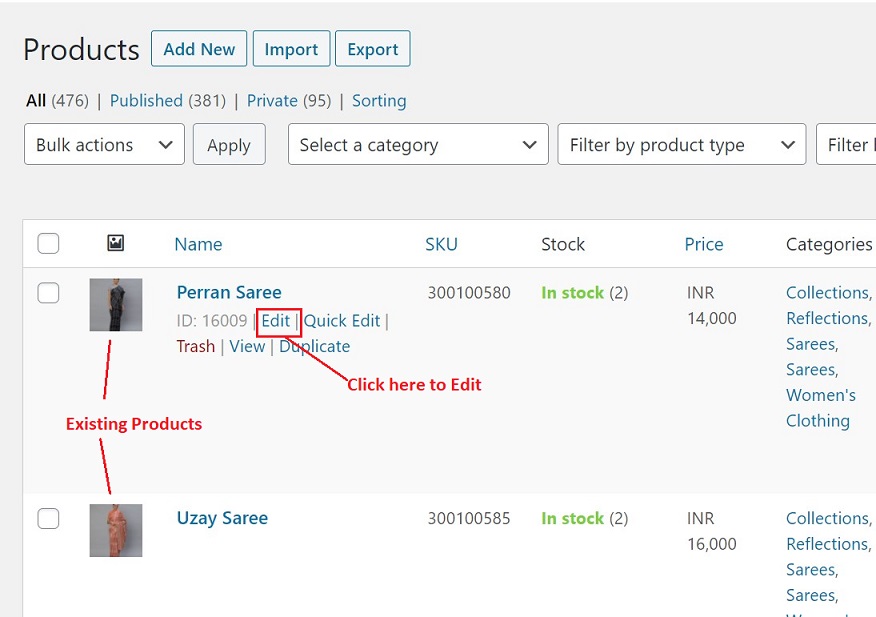 Products Add New Import Export
All (476) | Published (381) | Private (95) | Sorting
Bulk actions Apply Select a category Filter by product type Filter
Name SKU Stock Price Categories
Perran Saree 300100580 In stock (2) INR Collections,
ID: 16009 | Edit | Quick Edit | 14,000 Reflections,
Trash | View | Duplicate Sarees,
Sarees,
Click here to Edit Women's
Existing Products Clothing
Uzay Saree 300100585 In stock (2) INR Collections,
16,000 Reflections,
Sarees,
Sarees,